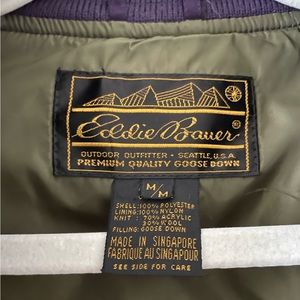 Eddie Bauer
OUTDOOR OUTFITTER · SEATTLE, U.S.A.
PREMIUM QUALITY GOOSE DOWN
M/M
SHELL: 100% POLYESTER
LINING: 100% NYLON
KNIT : 70% ACRYLIC
30% WOOL
FILLING: GOOSE DOWN
MADE IN SINGAPORE
FABRIQUÉ AU SINGAPOUR
SEE SIDE FOR CARE